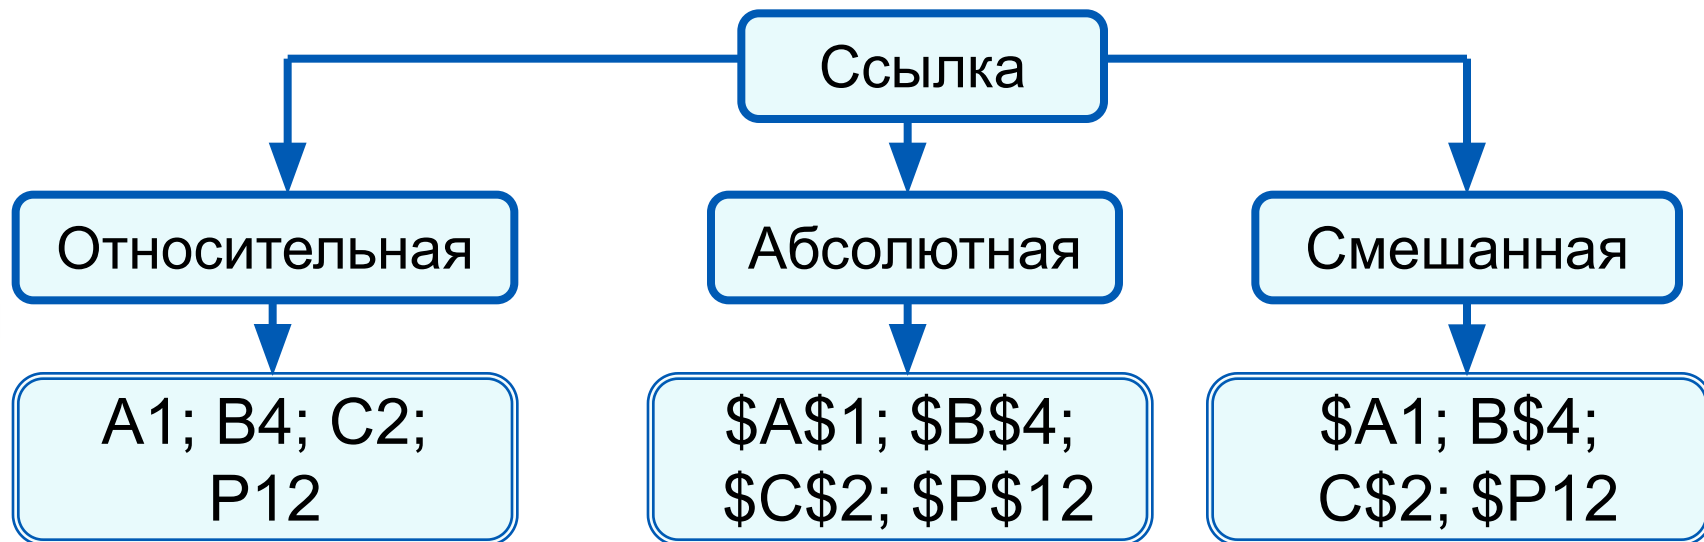 Ссылка
Относительная
Абсолютная
Смешанная
A1; B4; C2;
P12
$A$1; $B$4;
$C$2; $P$12
$A1; B$4;
C$2; $P12